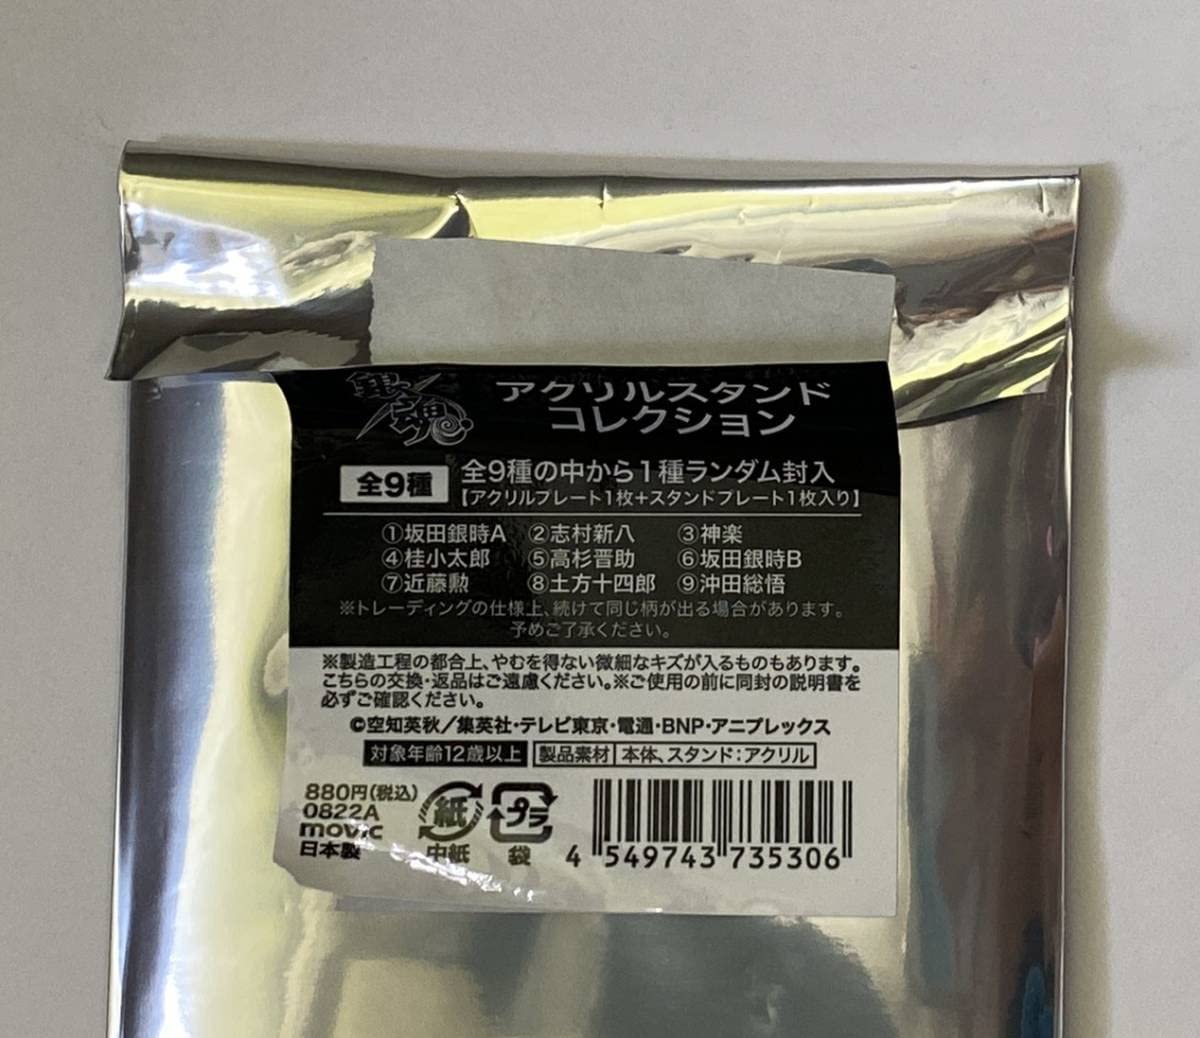 銀魂
アクリルスタンド
コレクション
全9種
全9種の中から1種ランダム封入
【アクリルプレート1枚+スタンドプレート1枚入り】
①坂田銀時A ②志村新八 ③神楽
④桂小太郎 ⑤高杉晋助 ⑥坂田銀時B
⑦近藤勲 ⑧土方十四郎 ⑨沖田総悟
※トレーディングの仕様上、続けて同じ柄が出る場合があります。
予めご了承ください。
※製造工程の都合上、やむを得ない微細なキズが入るものもあります。
こちらの交換・返品はご遠慮ください。※ご使用の前に同封の説明書を
必ずご確認ください。
©空知英秋/集英社・テレビ東京・電通・BNP・アニプレックス
対象年齢12歳以上 製品素材 本体、スタンド:アクリル
880円(税込)
0822A
movic
日本製
紙
中紙
プラ
袋
4 549743 735306